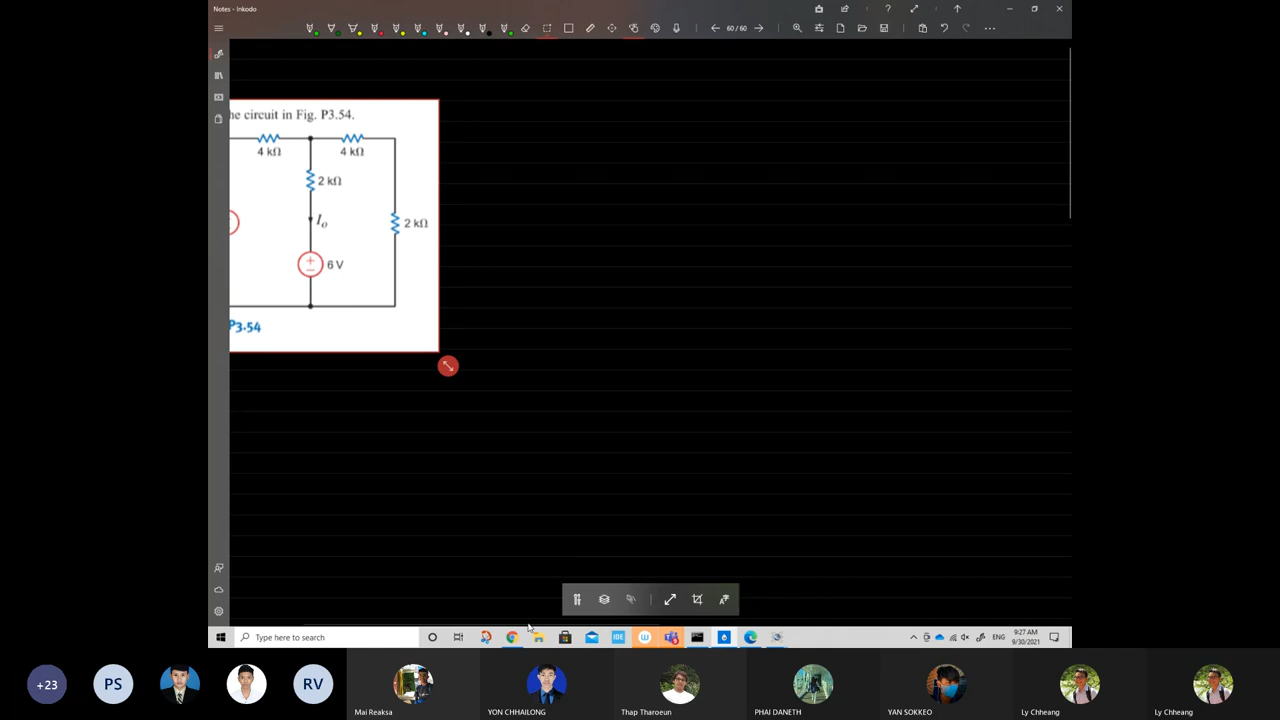 Notes - Inkodo
60 / 60
he circuit in Fig. P3.54.
4 kΩ
4 kΩ
2 kΩ
Io
2 kΩ
6 V
P3.54
Type here to search
IDE
ENG
9:27 AM
9/30/2021
+23
PS
RV
Mai Reaksa
YON CHHAILONG
Thap Tharoeun
PHAI DANETH
YAN SOKKEO
Ly Chheang
Ly Chheang